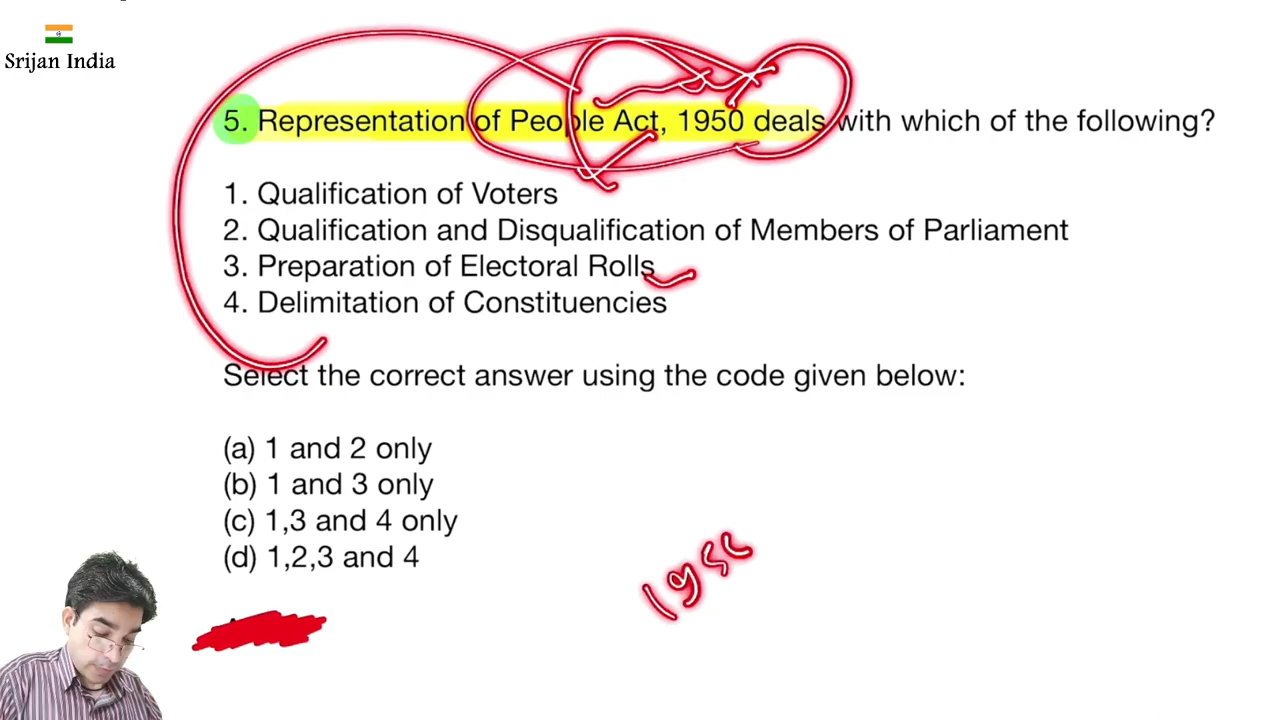 Srijan India
5. Representation of People Act, 1950 deals with which of the following?
1. Qualification of Voters
2. Qualification and Disqualification of Members of Parliament
3. Preparation of Electoral Rolls
4. Delimitation of Constituencies
Select the correct answer using the code given below:
(a) 1 and 2 only
(b) 1 and 3 only
(c) 1,3 and 4 only
(d) 1,2,3 and 4